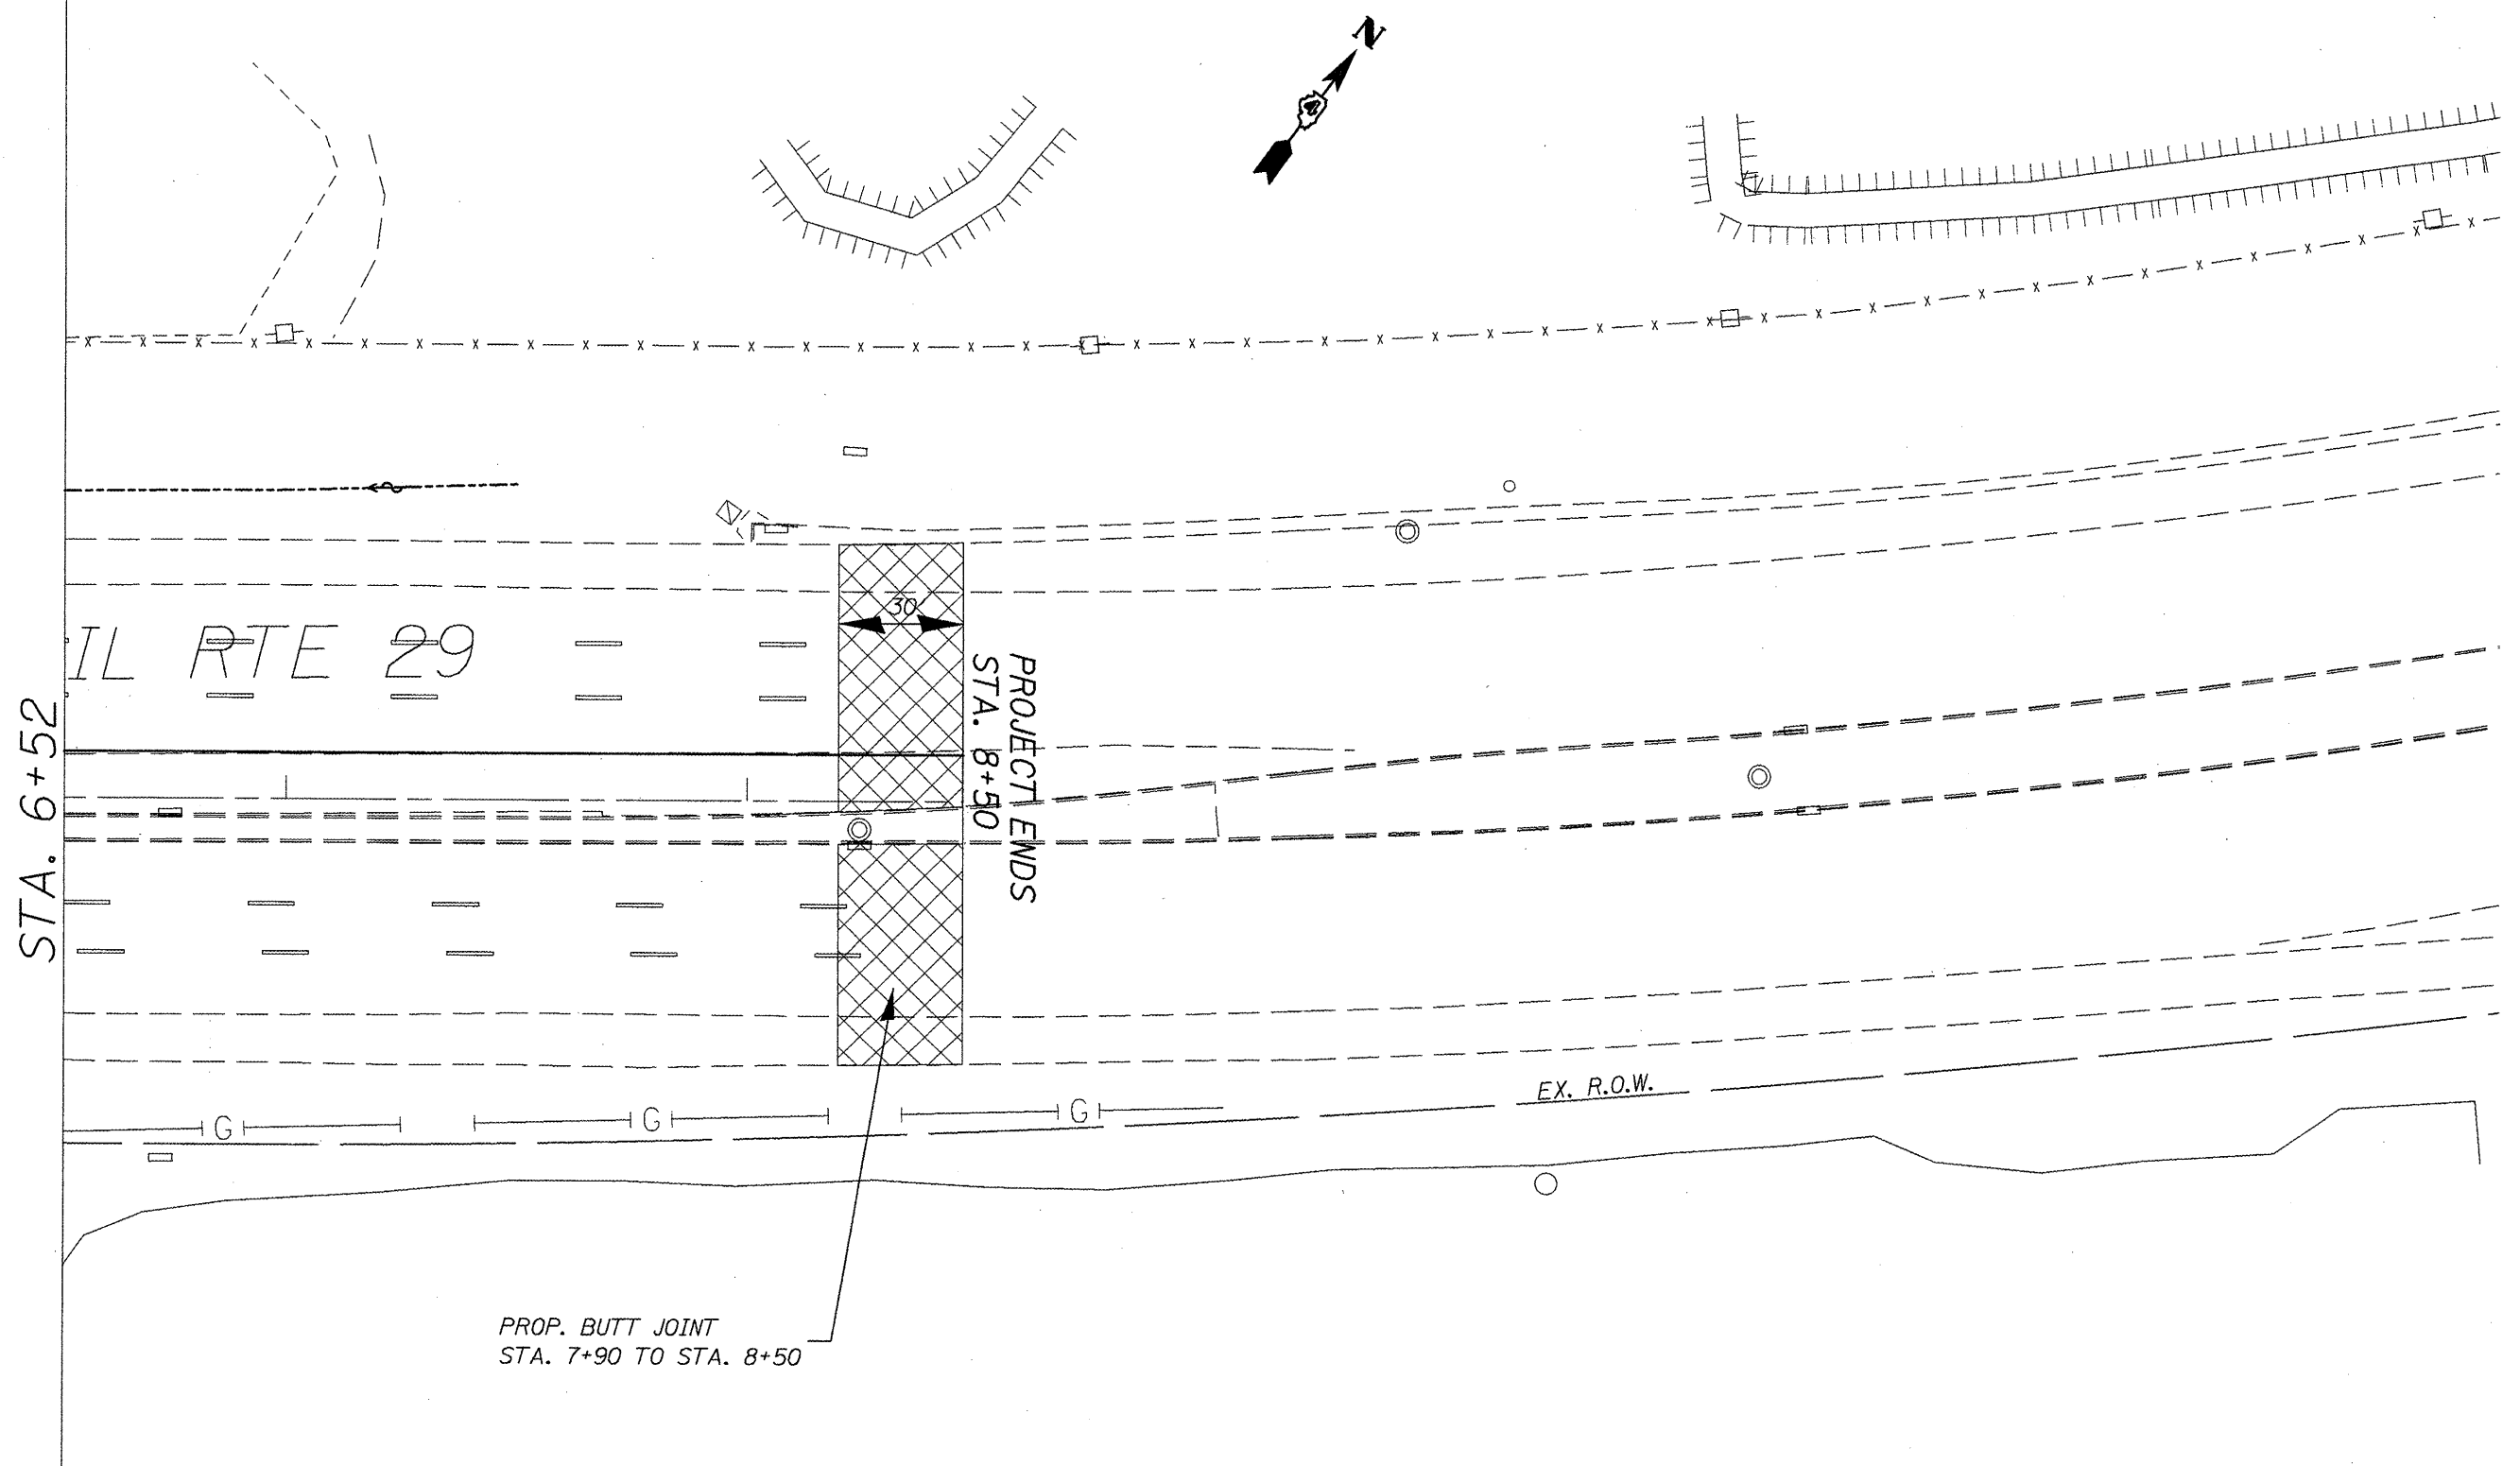 N
30'
IL RTE 29
STA. 6+52
PROJECT ENDS
STA. 8+50
EX. R.O.W.
G
G
G
PROP. BUTT JOINT
STA. 7+90 TO STA. 8+50